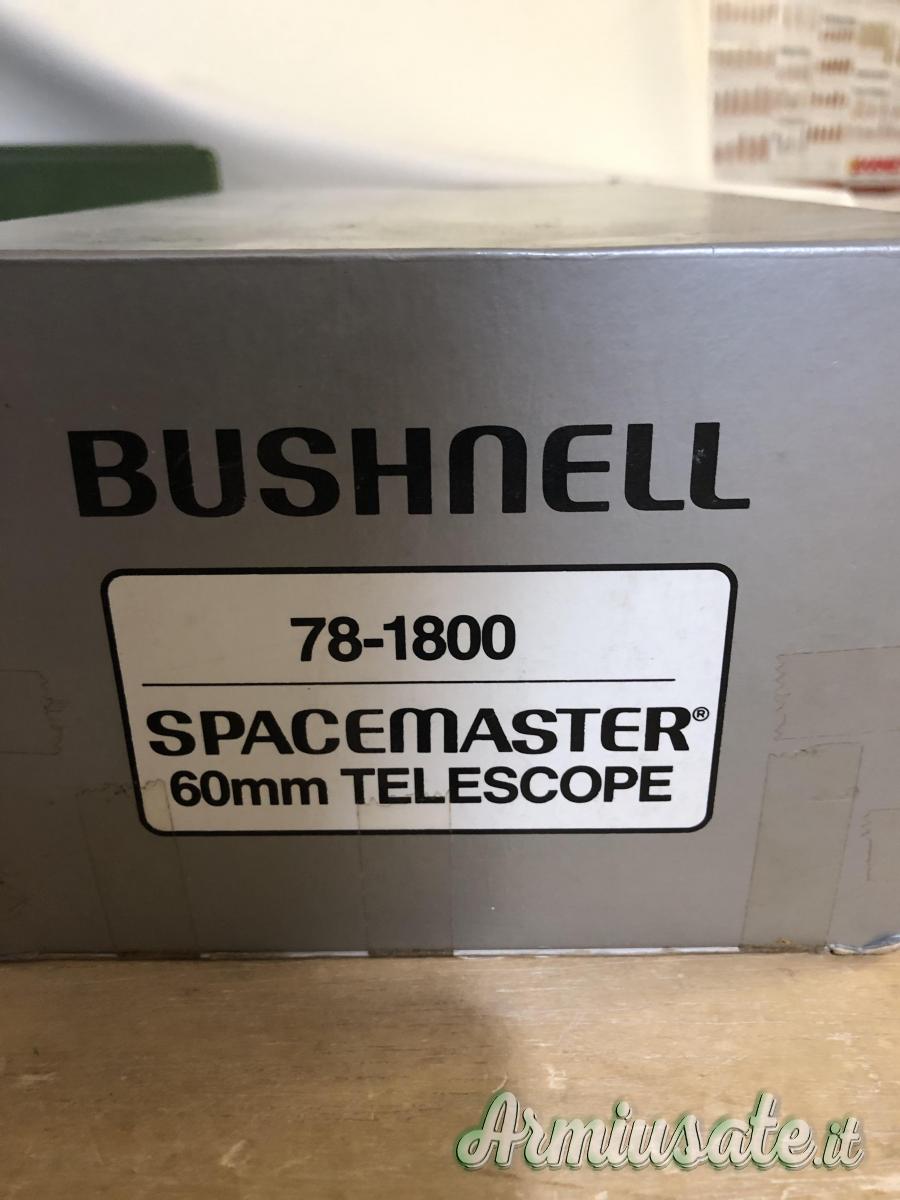 BUSHNELL
78-1800
SPACEMASTER®
60mm TELESCOPE
Armiusate.it